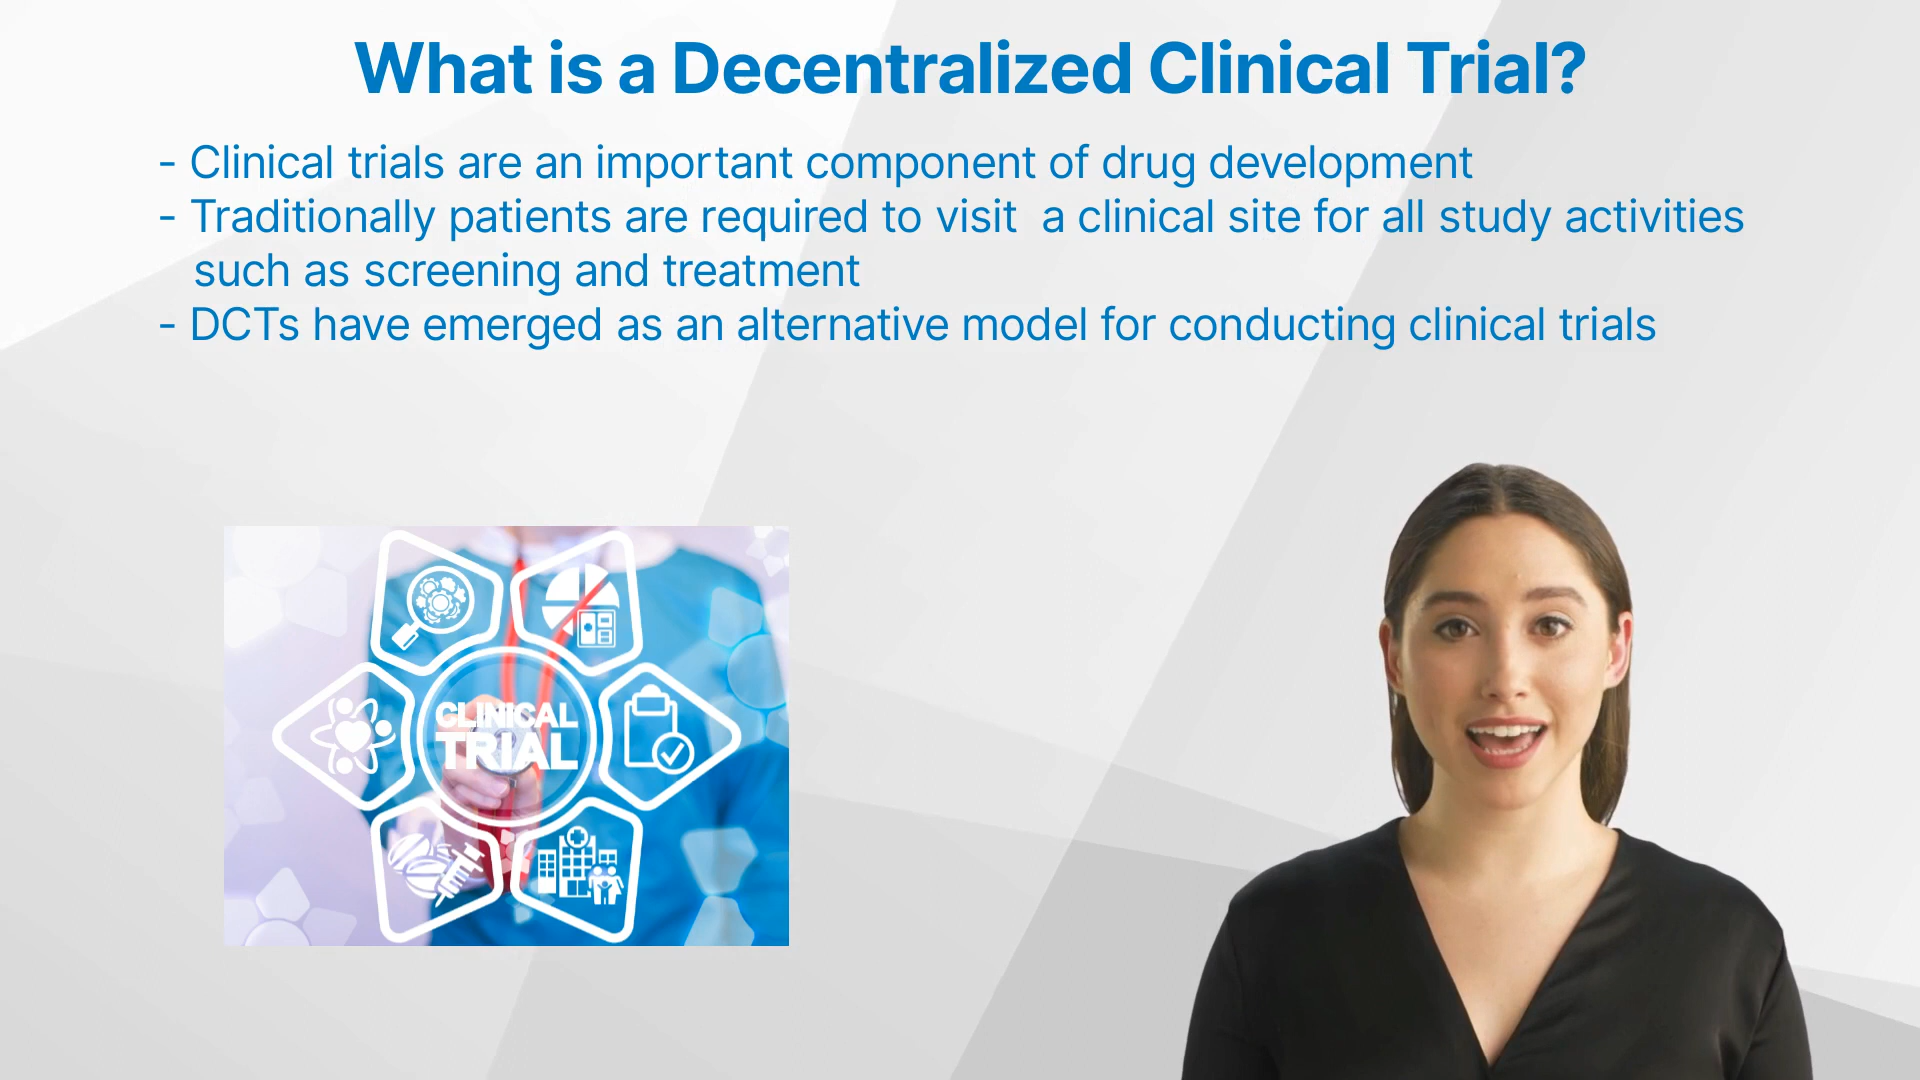 What is a Decentralized Clinical Trial?
- Clinical trials are an important component of drug development
- Traditionally patients are required to visit  a clinical site for all study activities
such as screening and treatment
- DCTs have emerged as an alternative model for conducting clinical trials
CLINICAL
TRIAL